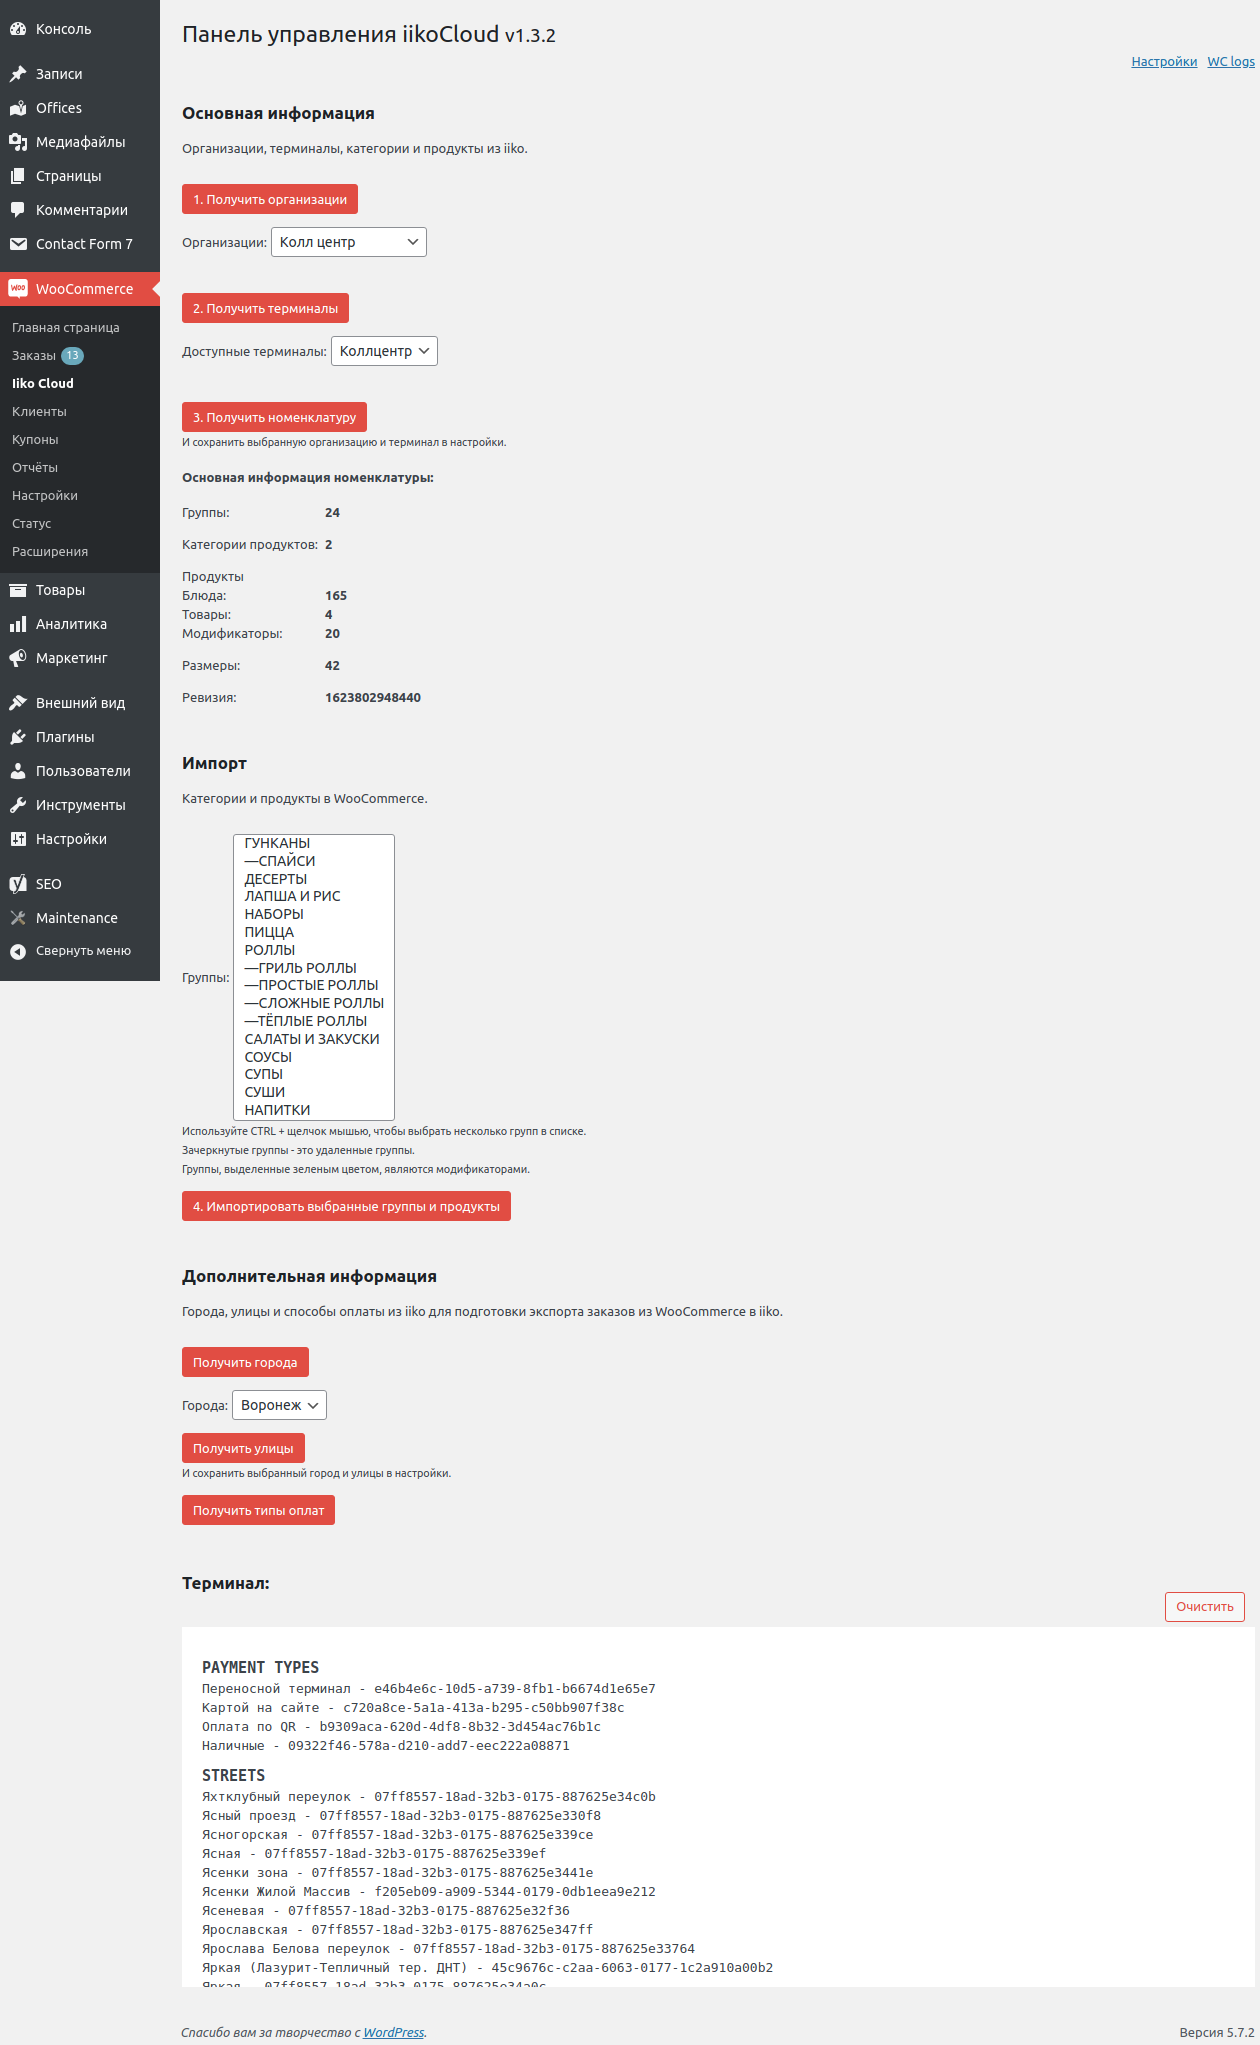 Консоль
Записи
Offices
Медиафайлы
Страницы
Комментарии
Contact Form 7
WooCommerce
Главная страница
Заказы 13
Iiko Cloud
Клиенты
Купоны
Отчёты
Настройки
Статус
Расширения
Товары
Аналитика
Маркетинг
Внешний вид
Плагины
Пользователи
Инструменты
Настройки
SEO
Maintenance
Свернуть меню
Панель управления iikoCloud v1.3.2
Настройки WC logs
Основная информация
Организации, терминалы, категории и продукты из iiko.
1. Получить организации
Организации: Колл центр
2. Получить терминалы
Доступные терминалы: Коллцентр
3. Получить номенклатуру
И сохранить выбранную организацию и терминал в настройки.
Основная информация номенклатуры:
Группы: 24
Категории продуктов: 2
Продукты
Блюда: 165
Товары: 4
Модификаторы: 20
Размеры: 42
Ревизия: 1623802948440
Импорт
Категории и продукты в WooCommerce.
Группы:
ГУНКАНЫ
—СПАЙСИ
ДЕСЕРТЫ
ЛАПША И РИС
НАБОРЫ
ПИЦЦА
РОЛЛЫ
—ГРИЛЬ РОЛЛЫ
—ПРОСТЫЕ РОЛЛЫ
—СЛОЖНЫЕ РОЛЛЫ
—ТЁПЛЫЕ РОЛЛЫ
САЛАТЫ И ЗАКУСКИ
СОУСЫ
СУПЫ
СУШИ
НАПИТКИ
Используйте CTRL + щелчок мышью, чтобы выбрать несколько групп в списке.
Зачеркнутые группы - это удаленные группы.
Группы, выделенные зеленым цветом, являются модификаторами.
4. Импортировать выбранные группы и продукты
Дополнительная информация
Города, улицы и способы оплаты из iiko для подготовки экспорта заказов из WooCommerce в iiko.
Получить города
Города: Воронеж
Получить улицы
И сохранить выбранный город и улицы в настройки.
Получить типы оплат
Терминал:
Очистить
PAYMENT TYPES
Переносной терминал - e46b4e6c-10d5-a739-8fb1-b6674d1e65e7
Картой на сайте - c720a8ce-5a1a-413a-b295-c50bb907f38c
Оплата по QR - b9309aca-620d-4df8-8b32-3d454ac76b1c
Наличные - 09322f46-578a-d210-add7-eec222a08871
STREETS
Яхтклубный переулок - 07ff8557-18ad-32b3-0175-887625e34c0b
Ясный проезд - 07ff8557-18ad-32b3-0175-887625e330f8
Ясногорская - 07ff8557-18ad-32b3-0175-887625e339ce
Ясная - 07ff8557-18ad-32b3-0175-887625e339ef
Ясенки зона - 07ff8557-18ad-32b3-0175-887625e3441e
Ясенки Жилой Массив - f205eb09-a909-5344-0179-0db1eea9e212
Ясеневая - 07ff8557-18ad-32b3-0175-887625e32f36
Ярославская - 07ff8557-18ad-32b3-0175-887625e347ff
Ярослава Белова переулок - 07ff8557-18ad-32b3-0175-887625e33764
Яркая (Лазурит-Тепличный тер. ДНТ) - 45c9676c-c2aa-6063-0177-1c2a910a00b2
Яркая - 07ff8557-18ad-32b3-0175-887625e34a0c
Спасибо вам за творчество с WordPress.
Версия 5.7.2